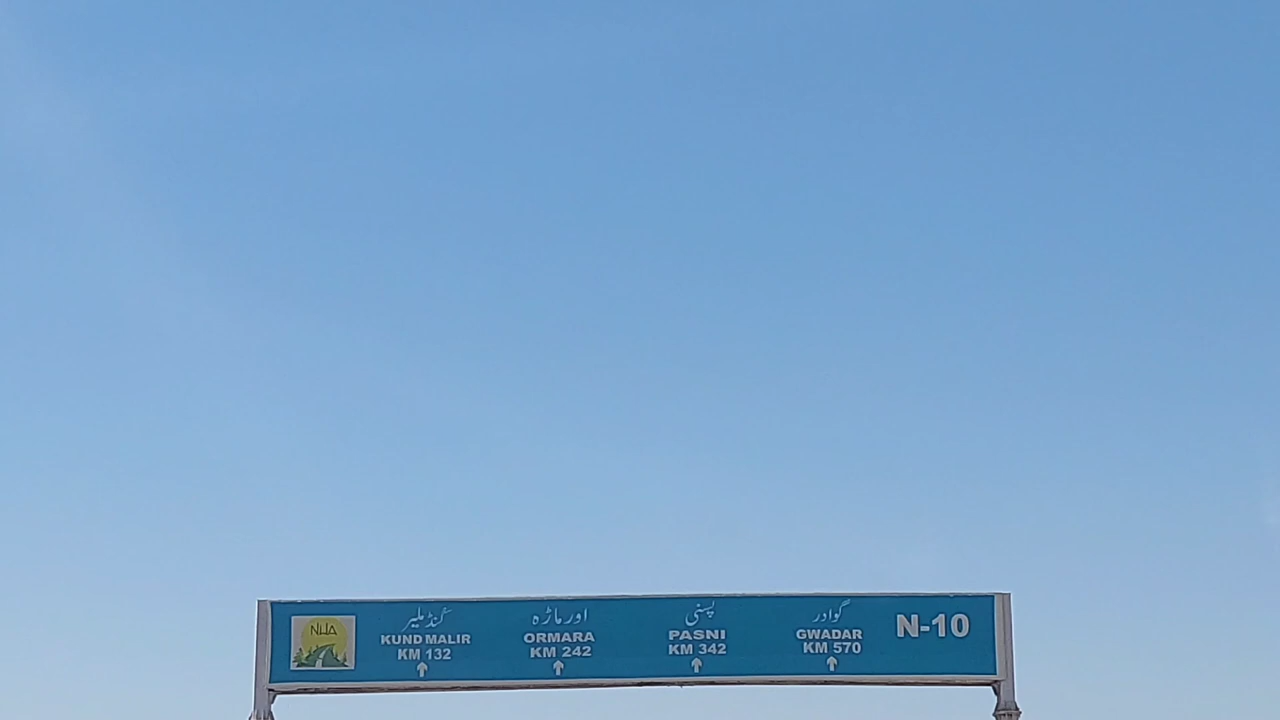 NHA
کنڈ ملیر
KUND MALIR
KM 132
اورماڑہ
ORMARA
KM 242
پسنی
PASNI
KM 342
گوادر
GWADAR
KM 570
N-10